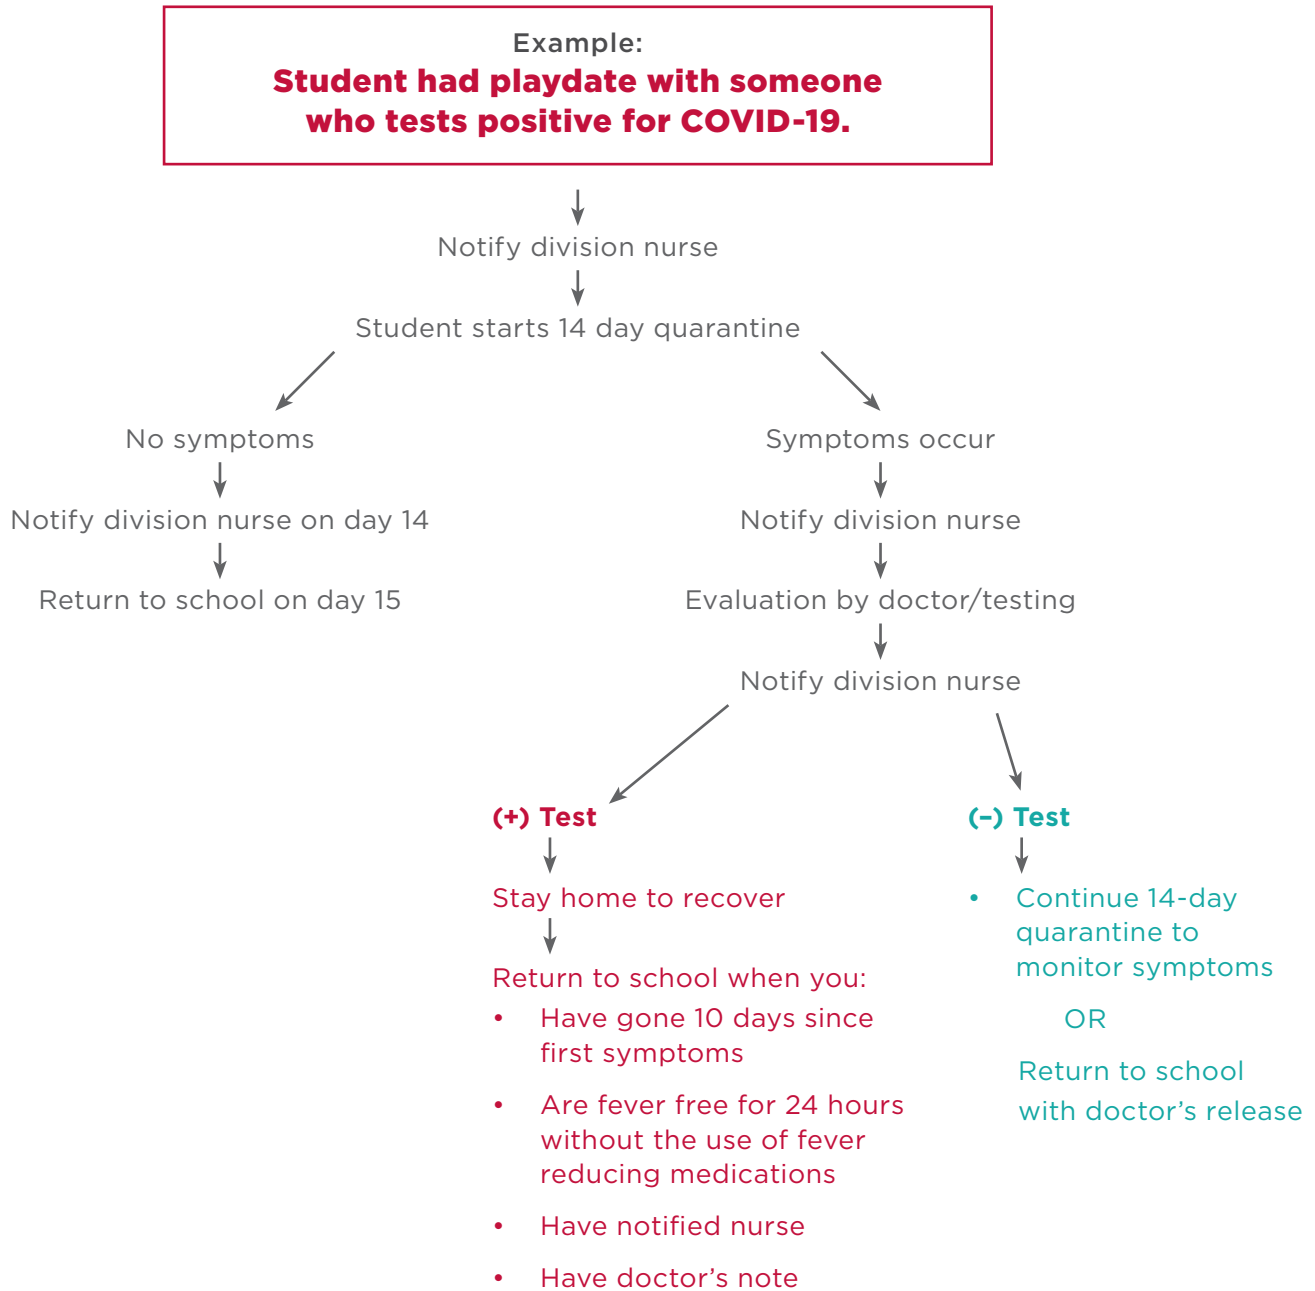 Example:
Student had playdate with someone
who tests positive for COVID-19.
Notify division nurse
Student starts 14 day quarantine
No symptoms
Notify division nurse on day 14
Return to school on day 15
Symptoms occur
Notify division nurse
Evaluation by doctor/testing
Notify division nurse
(+) Test
Stay home to recover
Return to school when you:
• Have gone 10 days since
first symptoms
• Are fever free for 24 hours
without the use of fever
reducing medications
• Have notified nurse
• Have doctor’s note
(–) Test
• Continue 14-day
quarantine to
monitor symptoms
OR
Return to school
with doctor’s release